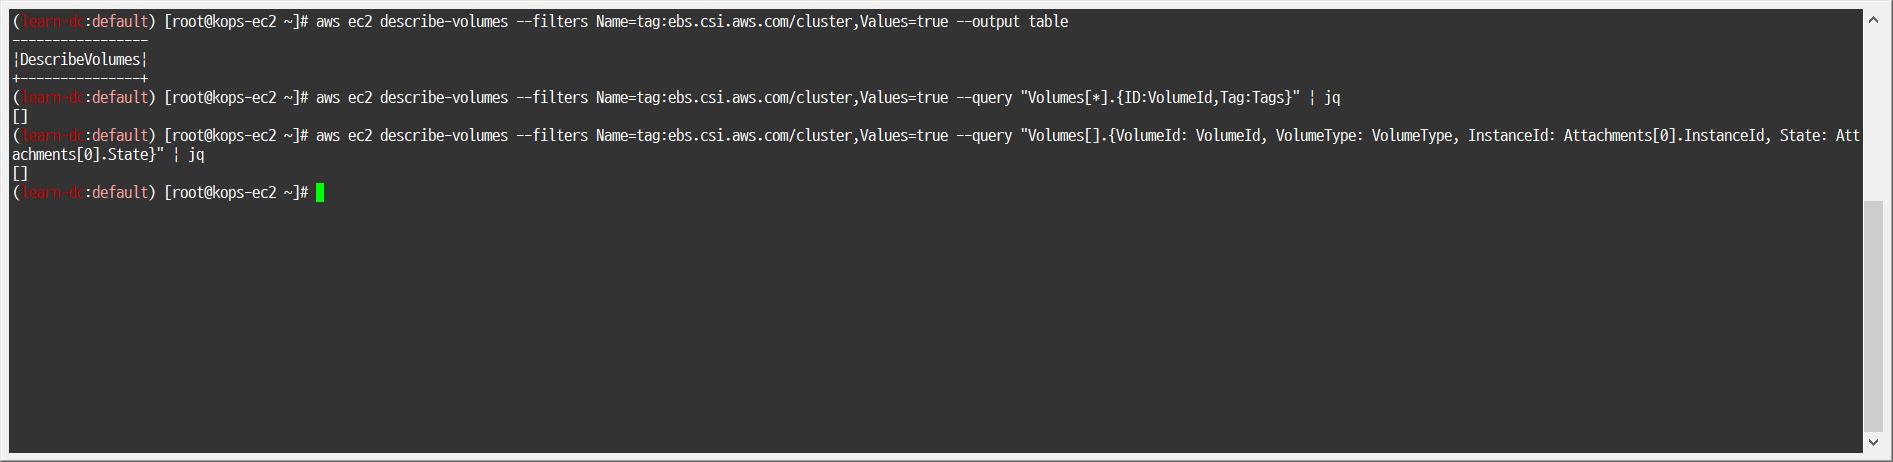 (learn-dc:default) [root@kops-ec2 ~]# aws ec2 describe-volumes --filters Name=tag:ebs.csi.aws.com/cluster,Values=true --output table
-----------------
|DescribeVolumes|
+---------------+
(learn-dc:default) [root@kops-ec2 ~]# aws ec2 describe-volumes --filters Name=tag:ebs.csi.aws.com/cluster,Values=true --query "Volumes[*].{ID:VolumeId,Tag:Tags}" | jq
[]
(learn-dc:default) [root@kops-ec2 ~]# aws ec2 describe-volumes --filters Name=tag:ebs.csi.aws.com/cluster,Values=true --query "Volumes[].{VolumeId: VolumeId, VolumeType: VolumeType, InstanceId: Attachments[0].InstanceId, State: Att
achments[0].State}" | jq
[]
(learn-dc:default) [root@kops-ec2 ~]#